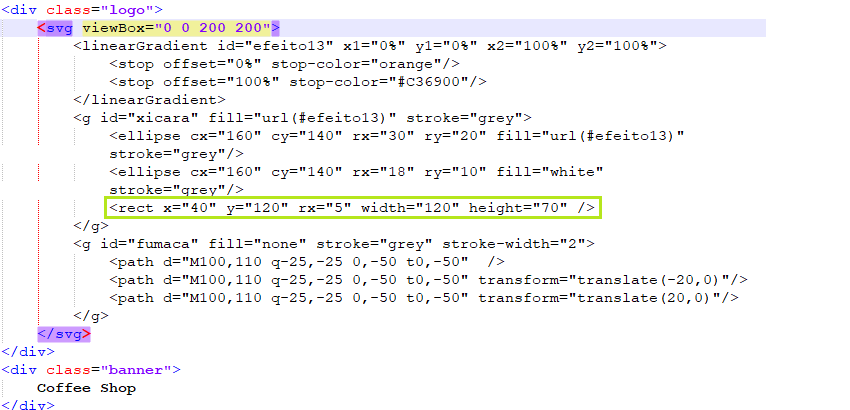 <div class="logo">
<svg viewBox="0 0 200 200">
<linearGradient id="efeito13" x1="0%" y1="0%" x2="100%" y2="100%">
<stop offset="0%" stop-color="orange"/>
<stop offset="100%" stop-color="#C36900"/>
</linearGradient>
<g id="xicara" fill="url(#efeito13)" stroke="grey">
<ellipse cx="160" cy="140" rx="30" ry="20" fill="url(#efeito13)"
stroke="grey"/>
<ellipse cx="160" cy="140" rx="18" ry="10" fill="white"
stroke="grey"/>
<rect x="40" y="120" rx="5" width="120" height="70" />
</g>
<g id="fumaca" fill="none" stroke="grey" stroke-width="2">
<path d="M100,110 q-25,-25 0,-50 t0,-50"  />
<path d="M100,110 q-25,-25 0,-50 t0,-50" transform="translate(-20,0)"/>
<path d="M100,110 q-25,-25 0,-50 t0,-50" transform="translate(20,0)"/>
</g>
</svg>
</div>
<div class="banner">
Coffee Shop
</div>